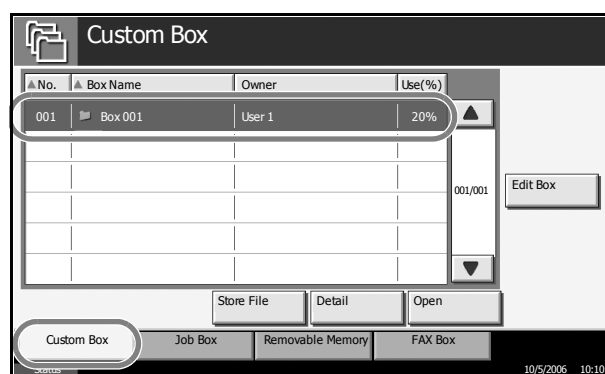 Custom Box
No. Box Name Owner Use(%)
001 Box 001 User 1 20%
001/001
Edit Box
Store File Detail Open
Custom Box Job Box Removable Memory FAX Box
Status 10/5/2006 10:10